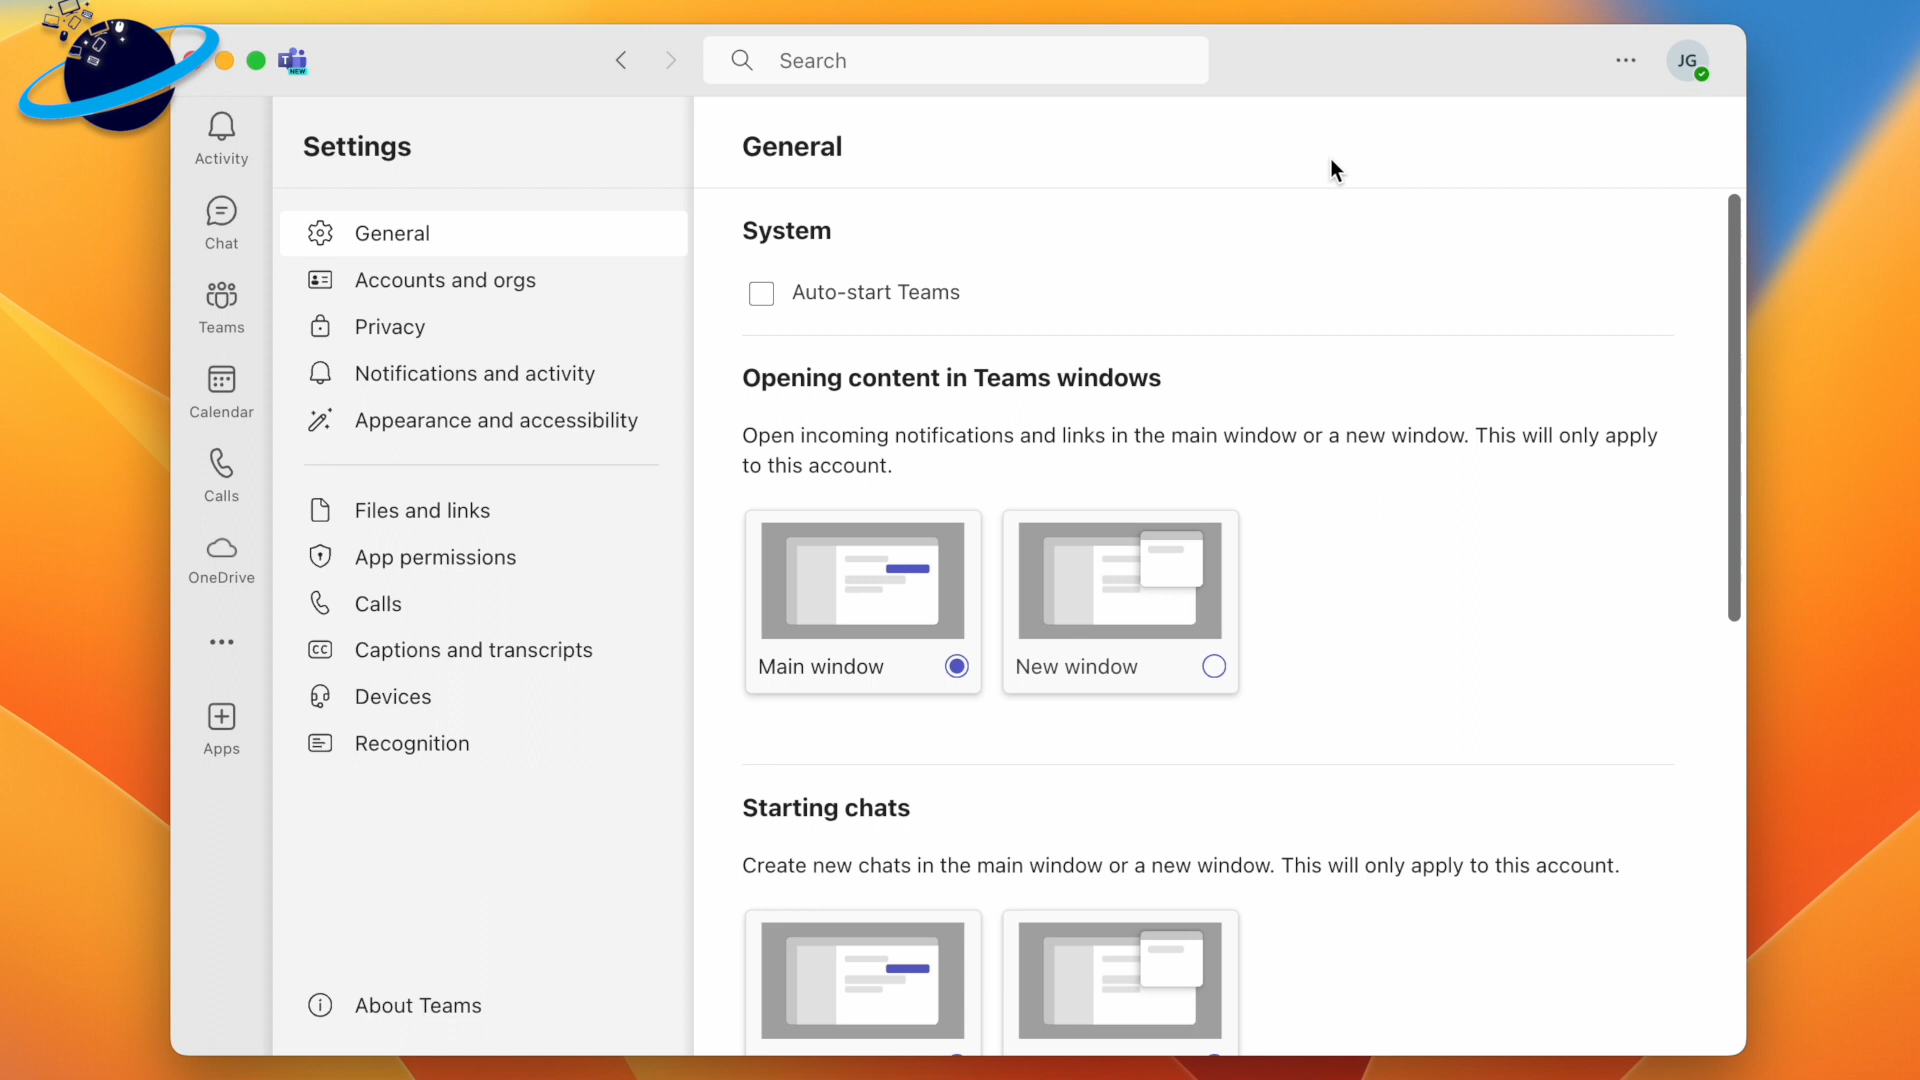 T
NEW
Search
JG
Activity
Chat
Teams
Calendar
Calls
OneDrive
Apps
Settings
General
Accounts and orgs
Privacy
Notifications and activity
Appearance and accessibility
Files and links
App permissions
Calls
CC
Captions and transcripts
Devices
Recognition
About Teams
General
System
Auto-start Teams
Opening content in Teams windows
Open incoming notifications and links in the main window or a new window. This will only apply
to this account.
Main window
New window
Starting chats
Create new chats in the main window or a new window. This will only apply to this account.